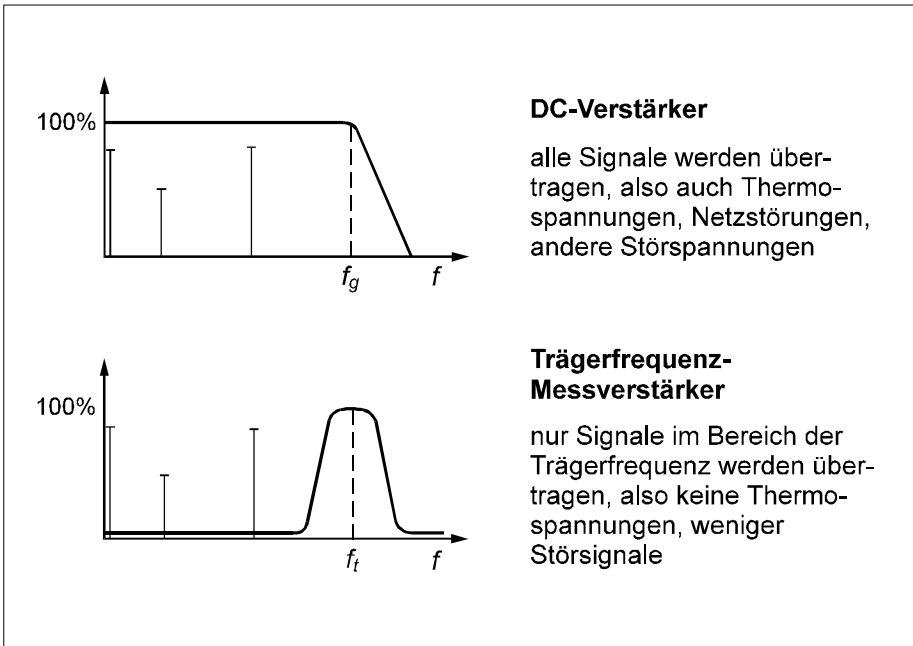 100%
f_g
f
DC-Verstärker
alle Signale werden über-
tragen, also auch Thermo-
spannungen, Netzstörungen,
andere Störspannungen
100%
f_t
f
Trägerfrequenz-
Messverstärker
nur Signale im Bereich der
Trägerfrequenz werden über-
tragen, also keine Thermo-
spannungen, weniger
Störsignale